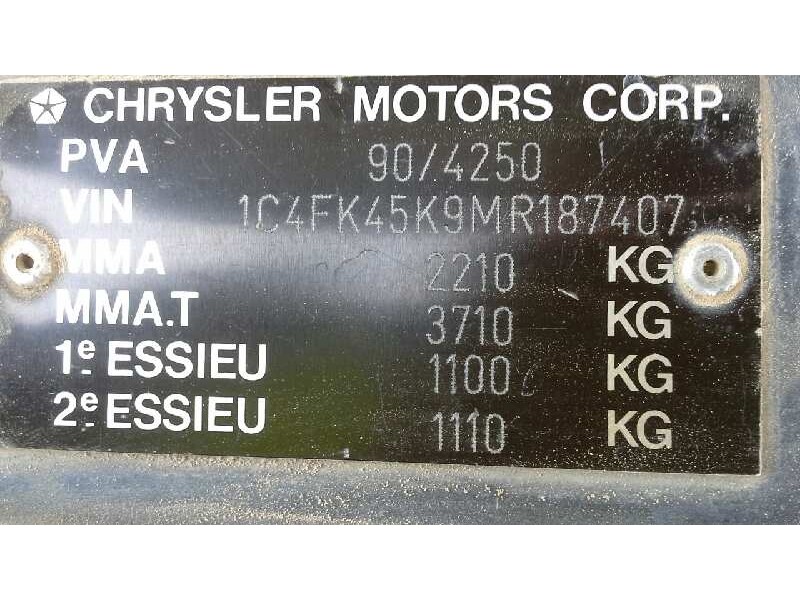 CHRYSLER MOTORS CORP.
PVA 90/4250
VIN 1C4FK45K9MR187407
MMA 2210 KG
MMA.T 3710 KG
1e ESSIEU 1100 KG
2e ESSIEU 1110 KG